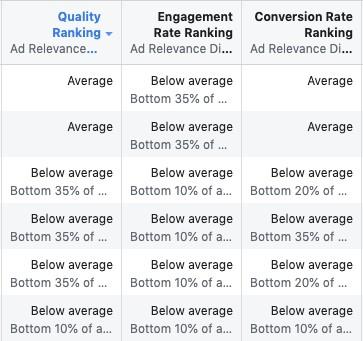 Quality Engagement Conversion Rate
Ranking Rate Ranking Ranking
Ad Relevance... Ad Relevance Di... Ad Relevance Di...
Average Below average Average
Bottom 35% of ...
Average Below average Average
Bottom 35% of ...
Below average Below average Below average
Bottom 35% of ... Bottom 10% of a... Bottom 20% of ...
Below average Below average Below average
Bottom 35% of ... Bottom 10% of a... Bottom 35% of ...
Below average Below average Below average
Bottom 35% of ... Bottom 10% of a... Bottom 20% of ...
Below average Below average Below average
Bottom 10% of a... Bottom 10% of a... Bottom 10% of a...